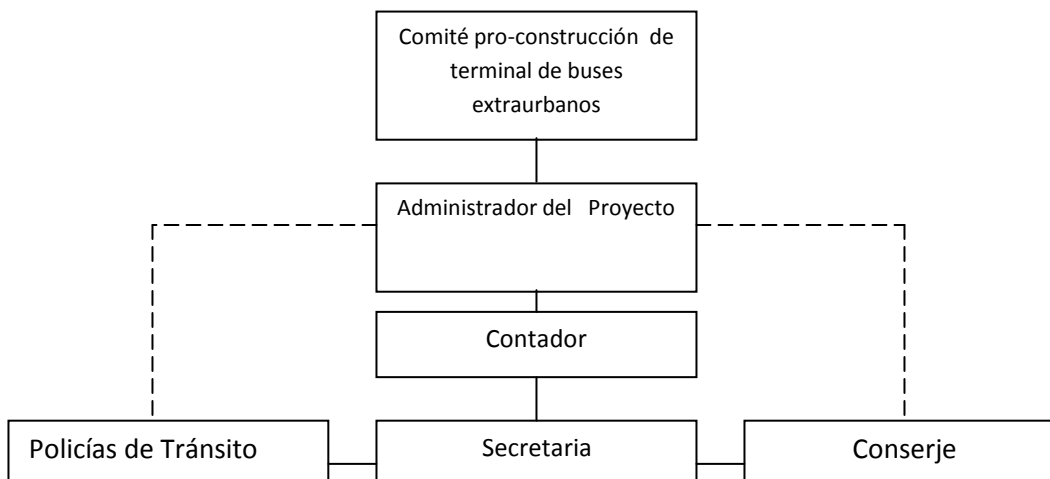 Comité pro-construcción de
terminal de buses
extraurbanos
Administrador del Proyecto
Contador
Policías de Tránsito
Secretaria
Conserje